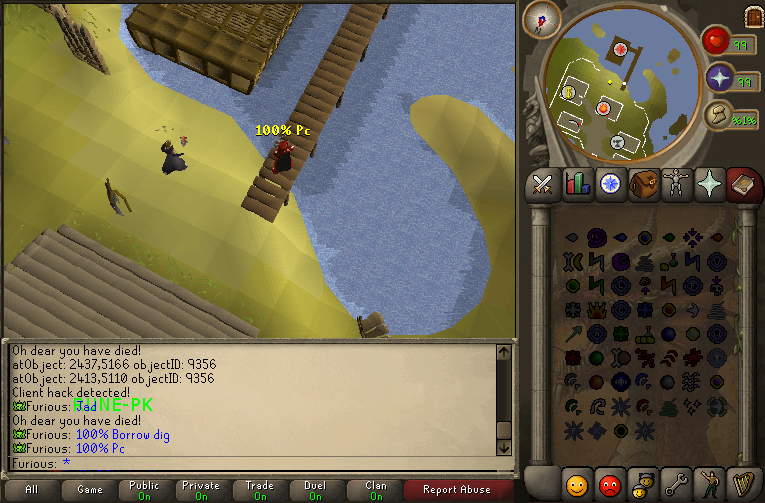 100% Pc
99
99
%1%
Oh dear you have died!
atObject: 2437,5166 objectID: 9356
atObject: 2413,5110 objectID: 9356
Client hack detected!
Furious: Jad
RUNE-PK
Oh dear you have died!
Furious: 100% Borrow dig
Furious: 100% Pc
Furious: *
All
Game
Public
On
Private
On
Trade
On
Duel
On
Clan
On
Report Abuse